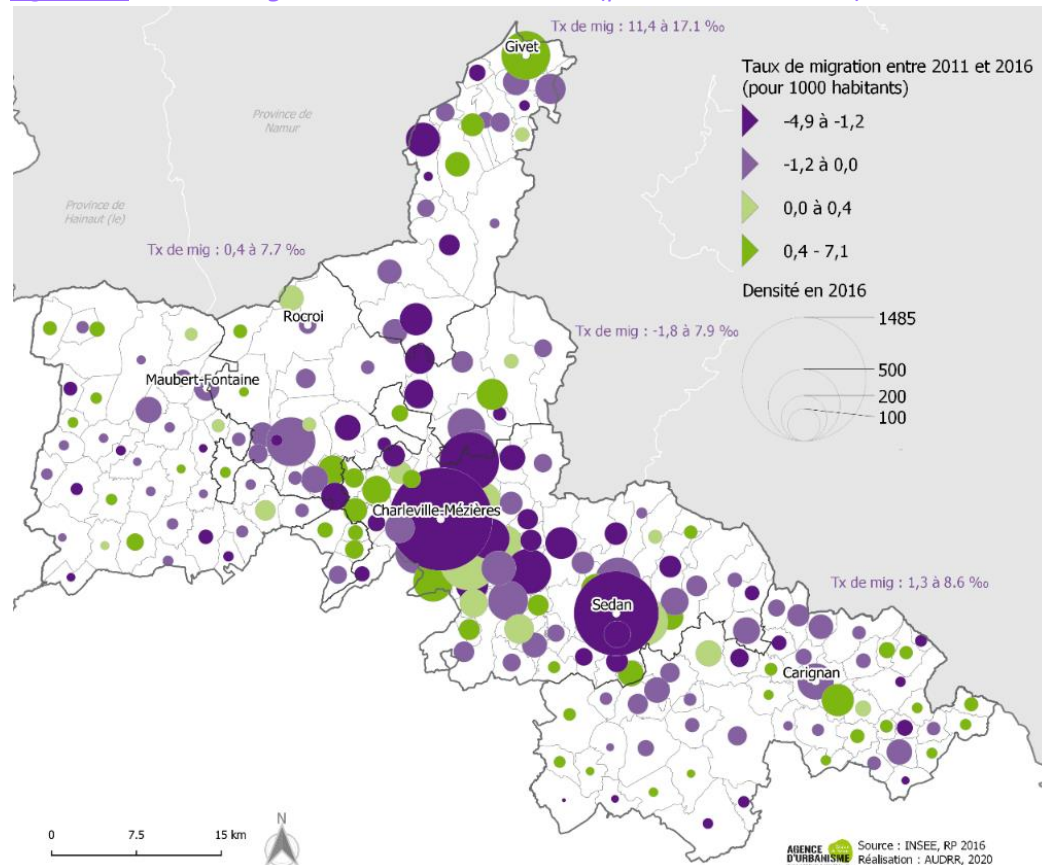 Tx de mig : 11,4 à 17.1 ‰
Givet
Taux de migration entre 2011 et 2016
(pour 1000 habitants)
-4,9 à -1,2
-1,2 à 0,0
0,0 à 0,4
0,4 - 7,1
Province de
Namur
Province de
Hainaut (le)
Tx de mig : 0,4 à 7.7 ‰
Densité en 2016
1485
500
200
100
Rocroi
Tx de mig : -1,8 à 7.9 ‰
Maubert-Fontaine
Charleville-Mézières
Tx de mig : 1,3 à 8.6 ‰
Sedan
Carignan
0 7.5 15 km
N
AGENCE
D'URBANISME
Source : INSEE, RP 2016
Réalisation : AUDRR, 2020